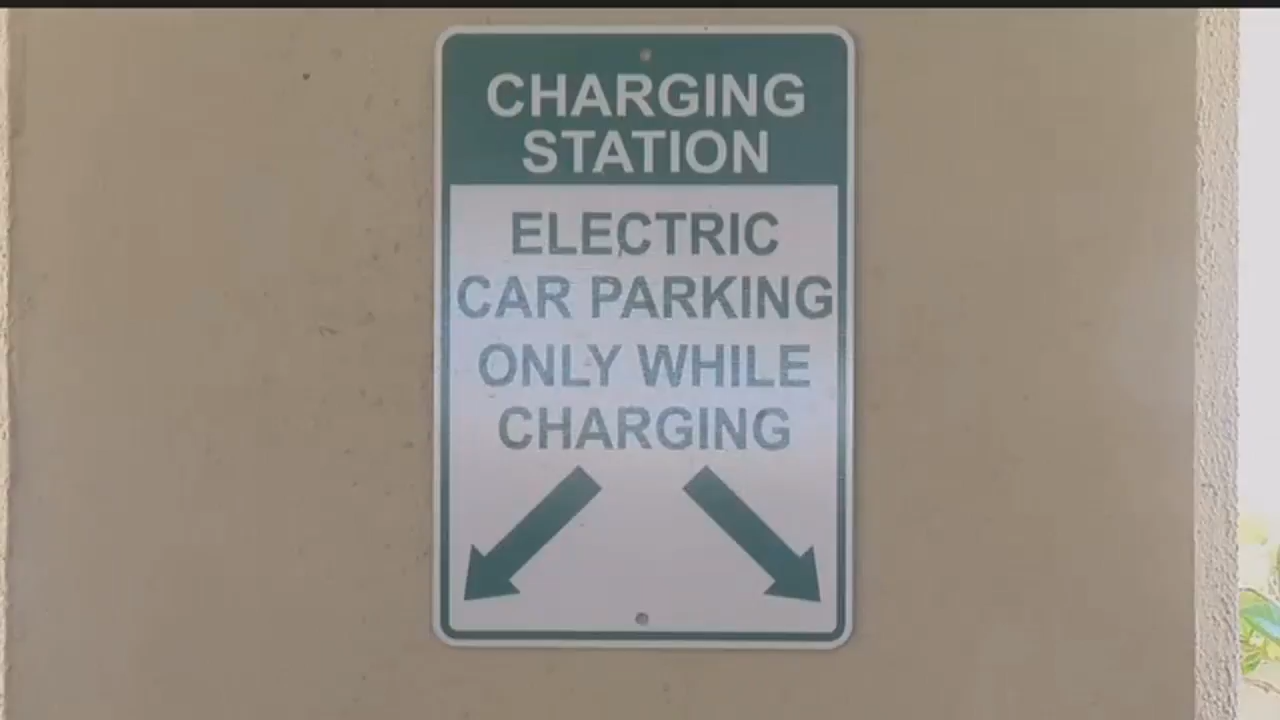 CHARGING
STATION
ELECTRIC
CAR PARKING
ONLY WHILE
CHARGING